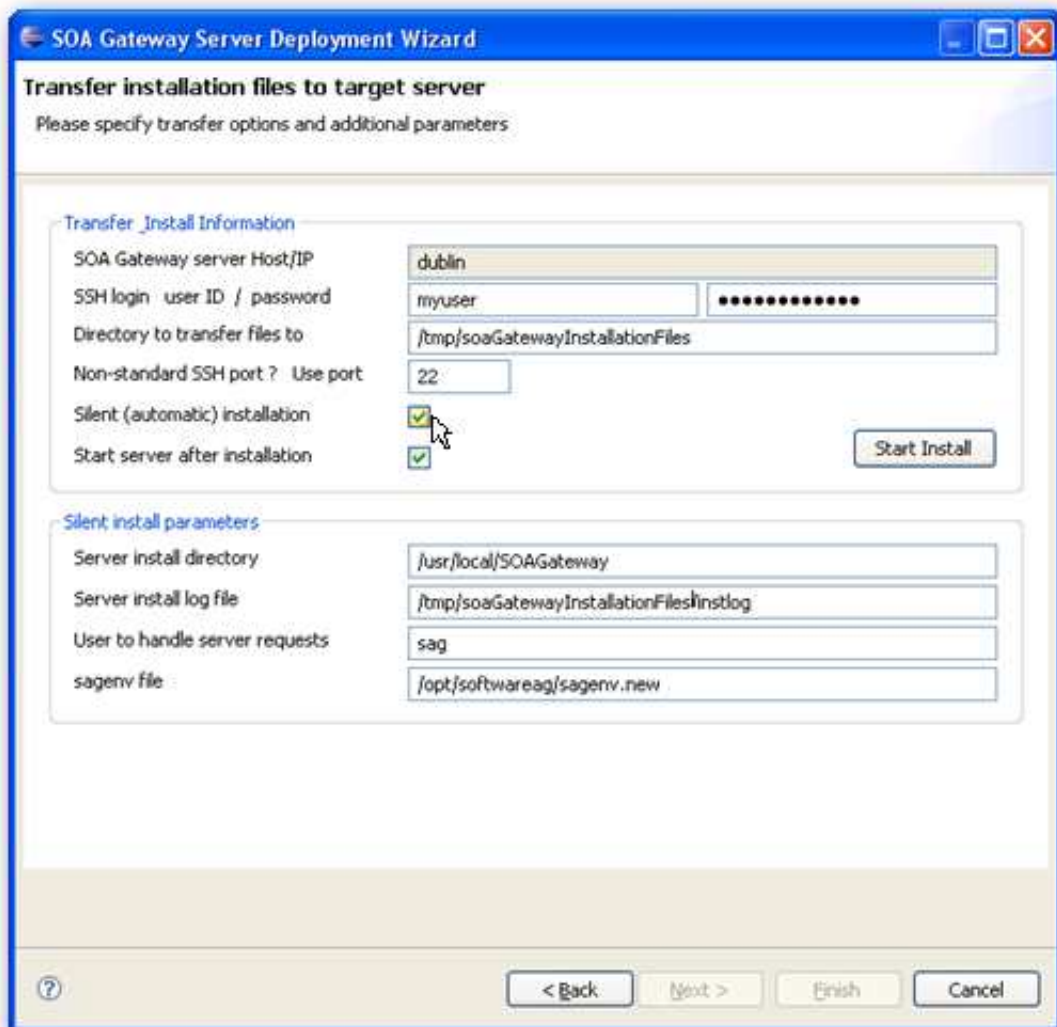 SOA Gateway Server Deployment Wizard
Transfer installation files to target server
Please specify transfer options and additional parameters
Transfer _Install Information
SOA Gateway server Host/IP dublin
SSH login user ID / password myuser ●●●●●●●●●●●●
Directory to transfer files to /tmp/soaGatewayInstallationFiles
Non-standard SSH port ? Use port 22
Silent (automatic) installation
Start server after installation
Start Install
Silent install parameters
Server install directory /usr/local/SOAGateway
Server install log file /tmp/soaGatewayInstallationFiles/instlog
User to handle server requests sag
sagenv file /opt/softwareag/sagenv.new
? < Back Next > Finish Cancel